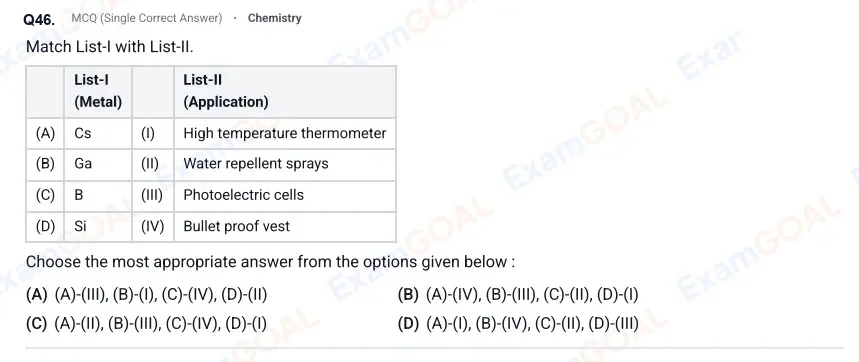 Q46. MCQ (Single Correct Answer) · Chemistry
Match List-I with List-II.
List-I (Metal) List-II (Application)
(A) Cs (I) High temperature thermometer
(B) Ga (II) Water repellent sprays
(C) B (III) Photoelectric cells
(D) Si (IV) Bullet proof vest
Choose the most appropriate answer from the options given below :
(A) (A)-(III), (B)-(I), (C)-(IV), (D)-(II)
(B) (A)-(IV), (B)-(III), (C)-(II), (D)-(I)
(C) (A)-(II), (B)-(III), (C)-(IV), (D)-(I)
(D) (A)-(I), (B)-(IV), (C)-(II), (D)-(III)
ExamGOAL